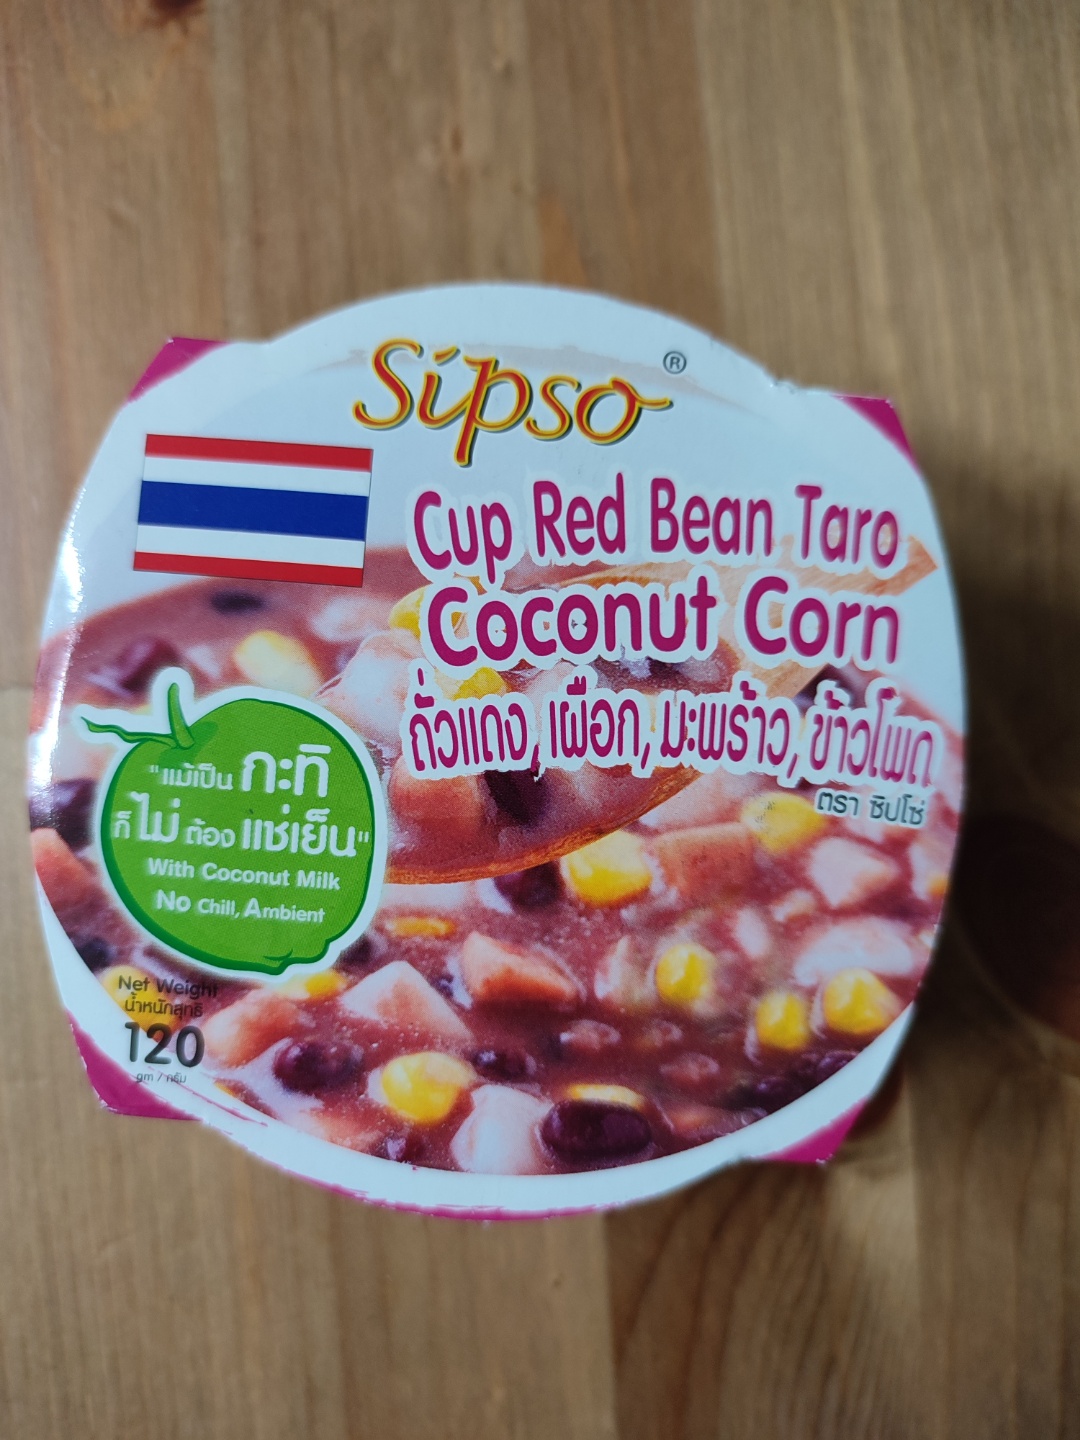 Sipso ®
Cup Red Bean Taro
Coconut Corn
ถั่วแดง, เผือก, มะพร้าว, ข้าวโพด
ตรา ซิปโซ่
"แม้เป็น กะทิ
ก็ ไม่ ต้อง แช่เย็น"
With Coconut Milk
No Chill, Ambient
Net Weight
น้ำหนักสุทธิ
120
gm / กรัม